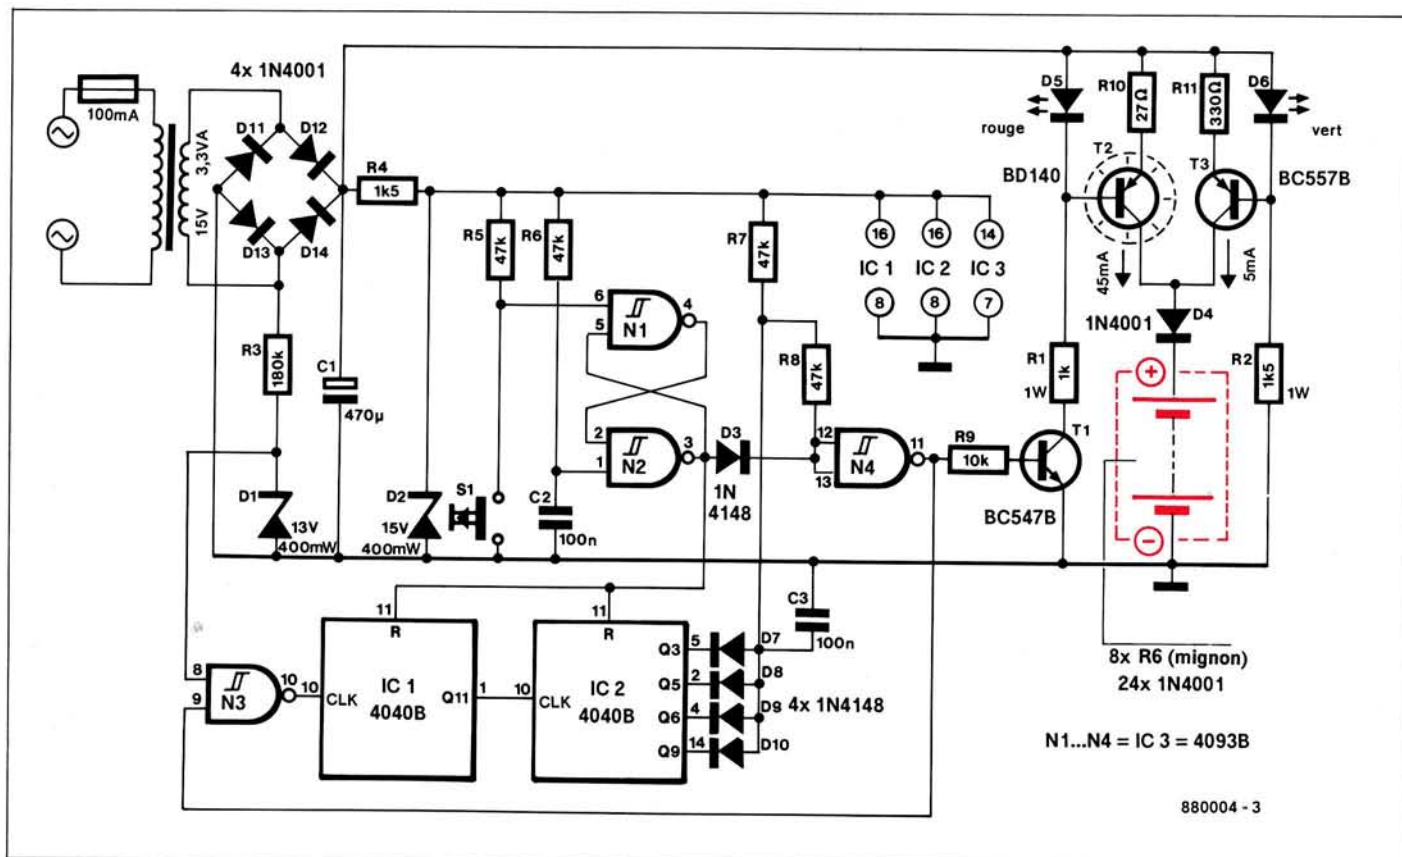 4x 1N4001
100mA
3,3VA
15V
D11
D12
D13
D14
R4
1k5
R3
180k
C1
470µ
D1
13V
400mW
D2
15V
400mW
S1
R5
47k
R6
47k
C2
100n
6
5
4
N1
2
1
3
N2
D3
1N
4148
R7
47k
R8
47k
12
13
11
N4
16
16
14
IC 1
IC 2
IC 3
8
8
7
R9
10k
T1
BC547B
D5
rouge
R10
27Ω
R11
330Ω
D6
vert
T2
BD140
T3
BC557B
45mA
5mA
1N4001
D4
R1
1k
1W
R2
1k5
1W
+
−
8x R6 (mignon)
24x 1N4001
8
9
10
N3
11
R
10
CLK
IC 1
4040B
Q11
1
11
R
10
CLK
IC 2
4040B
Q3
5
Q5
2
Q6
4
Q9
14
D7
D8
D9
D10
4x 1N4148
C3
100n
N1...N4 = IC 3 = 4093B
880004 - 3